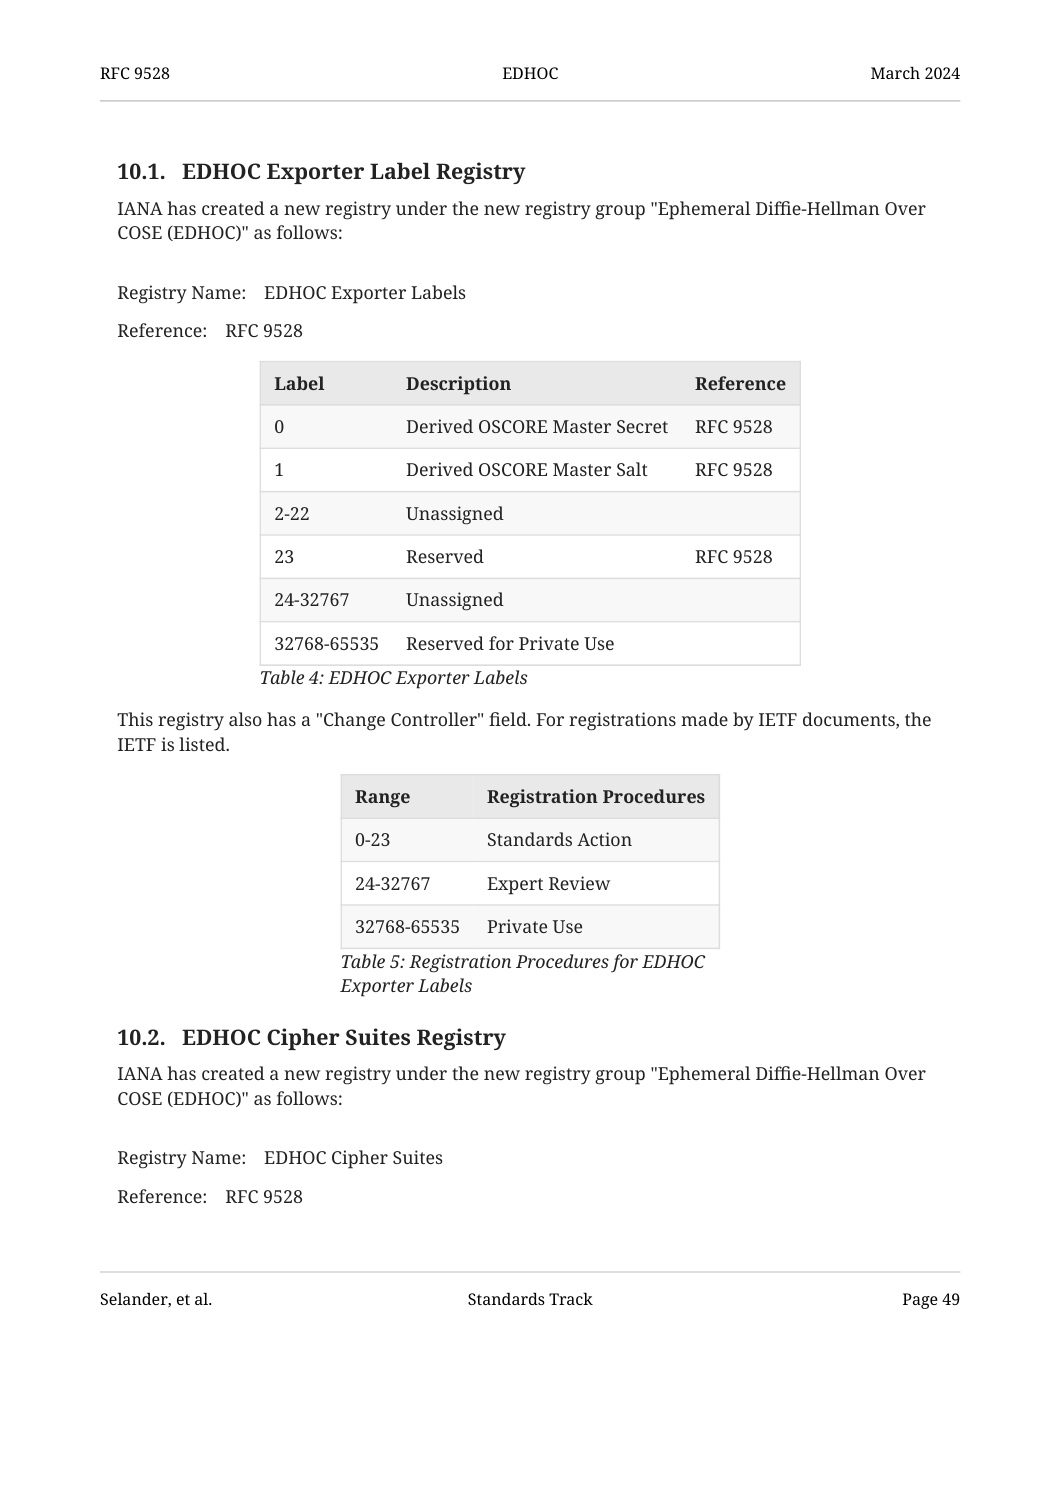 RFC 9528 EDHOC March 2024
10.1. EDHOC Exporter Label Registry
IANA has created a new registry under the new registry group "Ephemeral Diffie-Hellman Over
COSE (EDHOC)" as follows:
Registry Name: EDHOC Exporter Labels
Reference: RFC 9528
Label Description Reference
0 Derived OSCORE Master Secret RFC 9528
1 Derived OSCORE Master Salt RFC 9528
2-22 Unassigned
23 Reserved RFC 9528
24-32767 Unassigned
32768-65535 Reserved for Private Use
Table 4: EDHOC Exporter Labels
This registry also has a "Change Controller" field. For registrations made by IETF documents, the
IETF is listed.
Range Registration Procedures
0-23 Standards Action
24-32767 Expert Review
32768-65535 Private Use
Table 5: Registration Procedures for EDHOC
Exporter Labels
10.2. EDHOC Cipher Suites Registry
IANA has created a new registry under the new registry group "Ephemeral Diffie-Hellman Over
COSE (EDHOC)" as follows:
Registry Name: EDHOC Cipher Suites
Reference: RFC 9528
Selander, et al. Standards Track Page 49